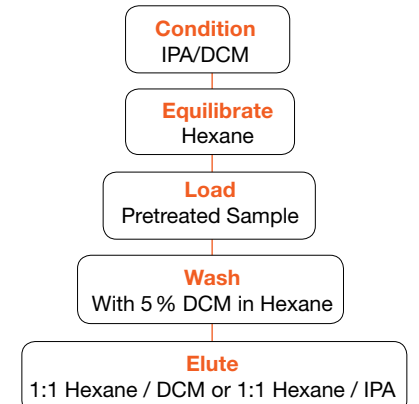 Condition
IPA/DCM
Equilibrate
Hexane
Load
Pretreated Sample
Wash
With 5 % DCM in Hexane
Elute
1:1 Hexane / DCM or 1:1 Hexane / IPA